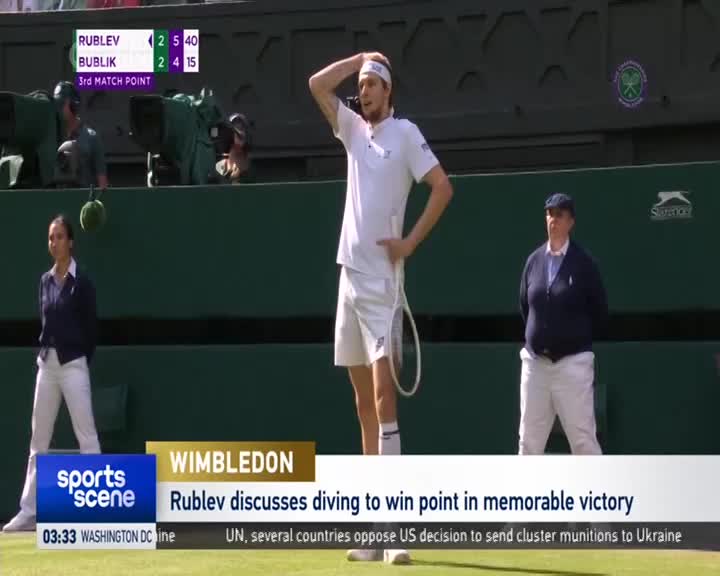 RUBLEV 2 5 40
BUBLIK 2 4 15
3rd MATCH POINT
Slazenger
WIMBLEDON
sports scene
Rublev discusses diving to win point in memorable victory
03:33 WASHINGTON DC
ine UN, several countries oppose US decision to send cluster munitions to Ukraine